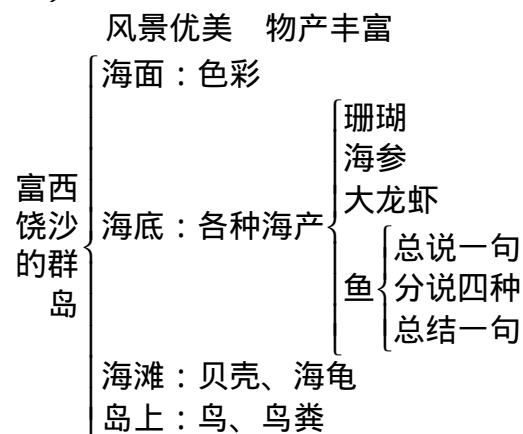 风景优美 物产丰富
富饶的西沙群岛
海面：色彩
海底：各种海产
珊瑚
海参
大龙虾
鱼
总说一句
分说四种
总结一句
海滩：贝壳、海龟
岛上：鸟、鸟粪